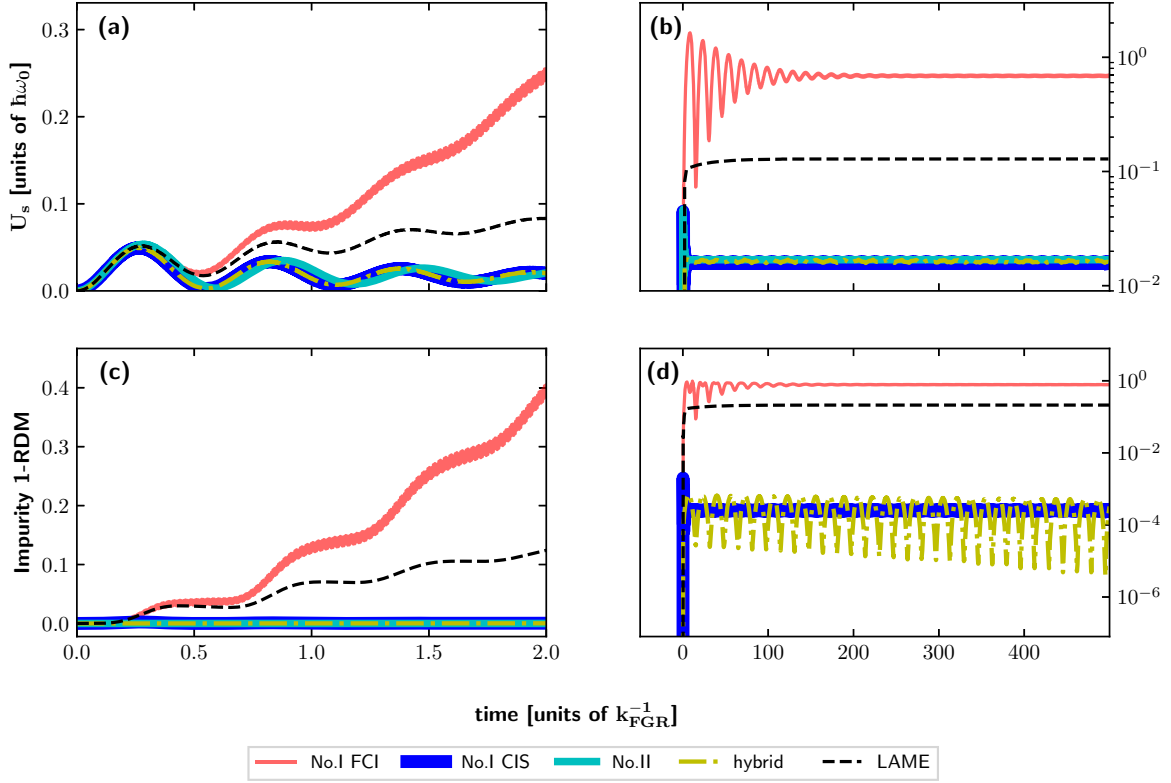 (a)
(b)
0.3
0.2
0.1
0.0
U_s [units of ħω0]
10^0
10^-1
10^-2
(c)
(d)
0.4
0.3
0.2
0.1
0.0
Impurity 1-RDM
10^0
10^-2
10^-4
10^-6
0.0 0.5 1.0 1.5 2.0
0 100 200 300 400
time [units of k_FGR^-1]
No.I FCI No.I CIS No.II hybrid LAME